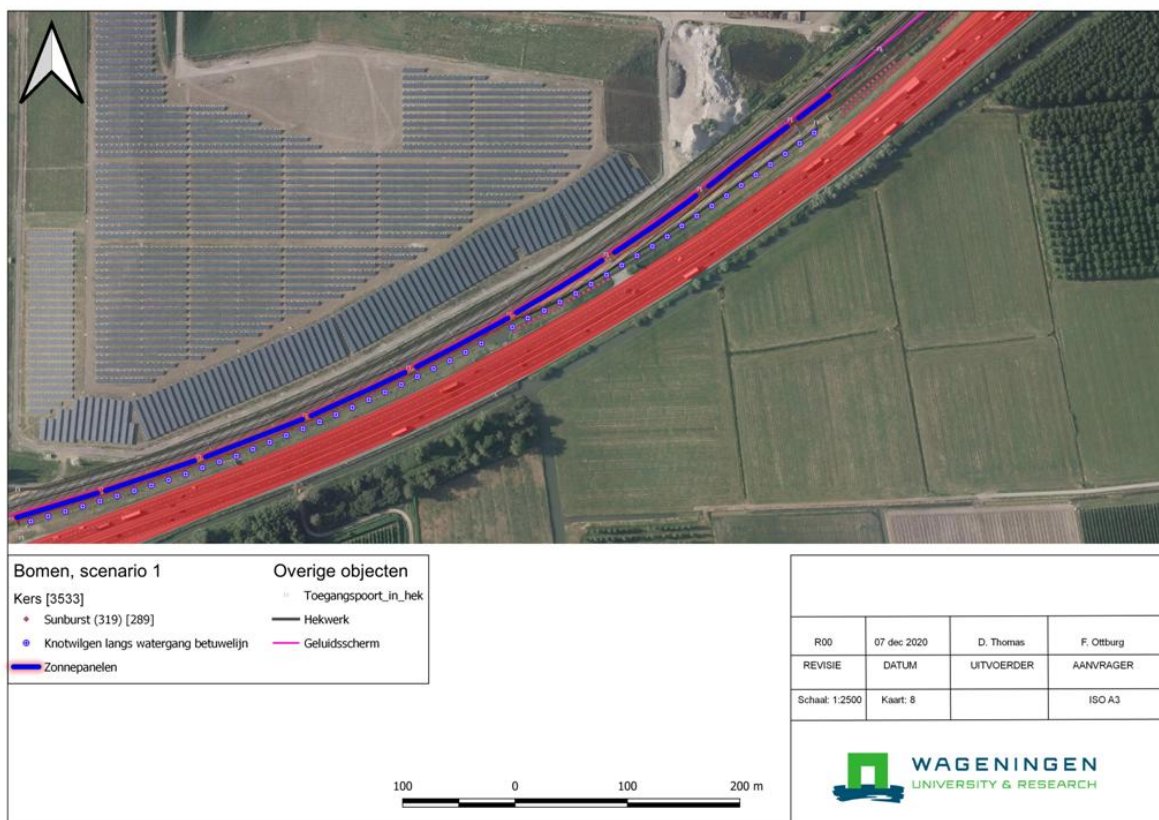 Bomen, scenario 1
Kers [3533]
Sunburst (319) [289]
Knotwilgen langs watergang betuwelijn
Zonnepanelen
Overige objecten
Toegangspoort_in_hek
Hekwerk
Geluidsscherm
R00 07 dec 2020 D. Thomas F. Ottburg
REVISIE DATUM UITVOERDER AANVRAGER
Schaal: 1:2500 Kaart: 8 ISO A3
WAGENINGEN
UNIVERSITY & RESEARCH
100 0 100 200 m